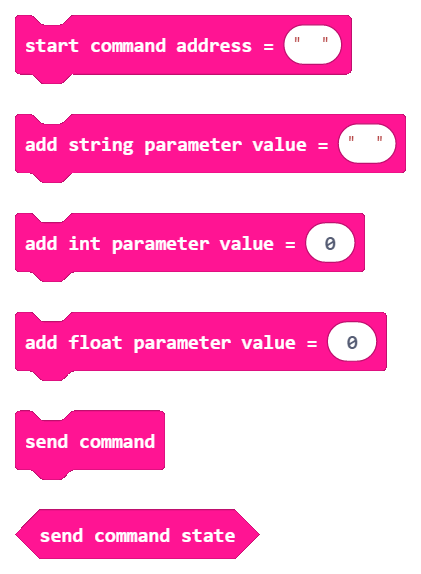 start command address = " "
add string parameter value = " "
add int parameter value = 0
add float parameter value = 0
send command
send command state